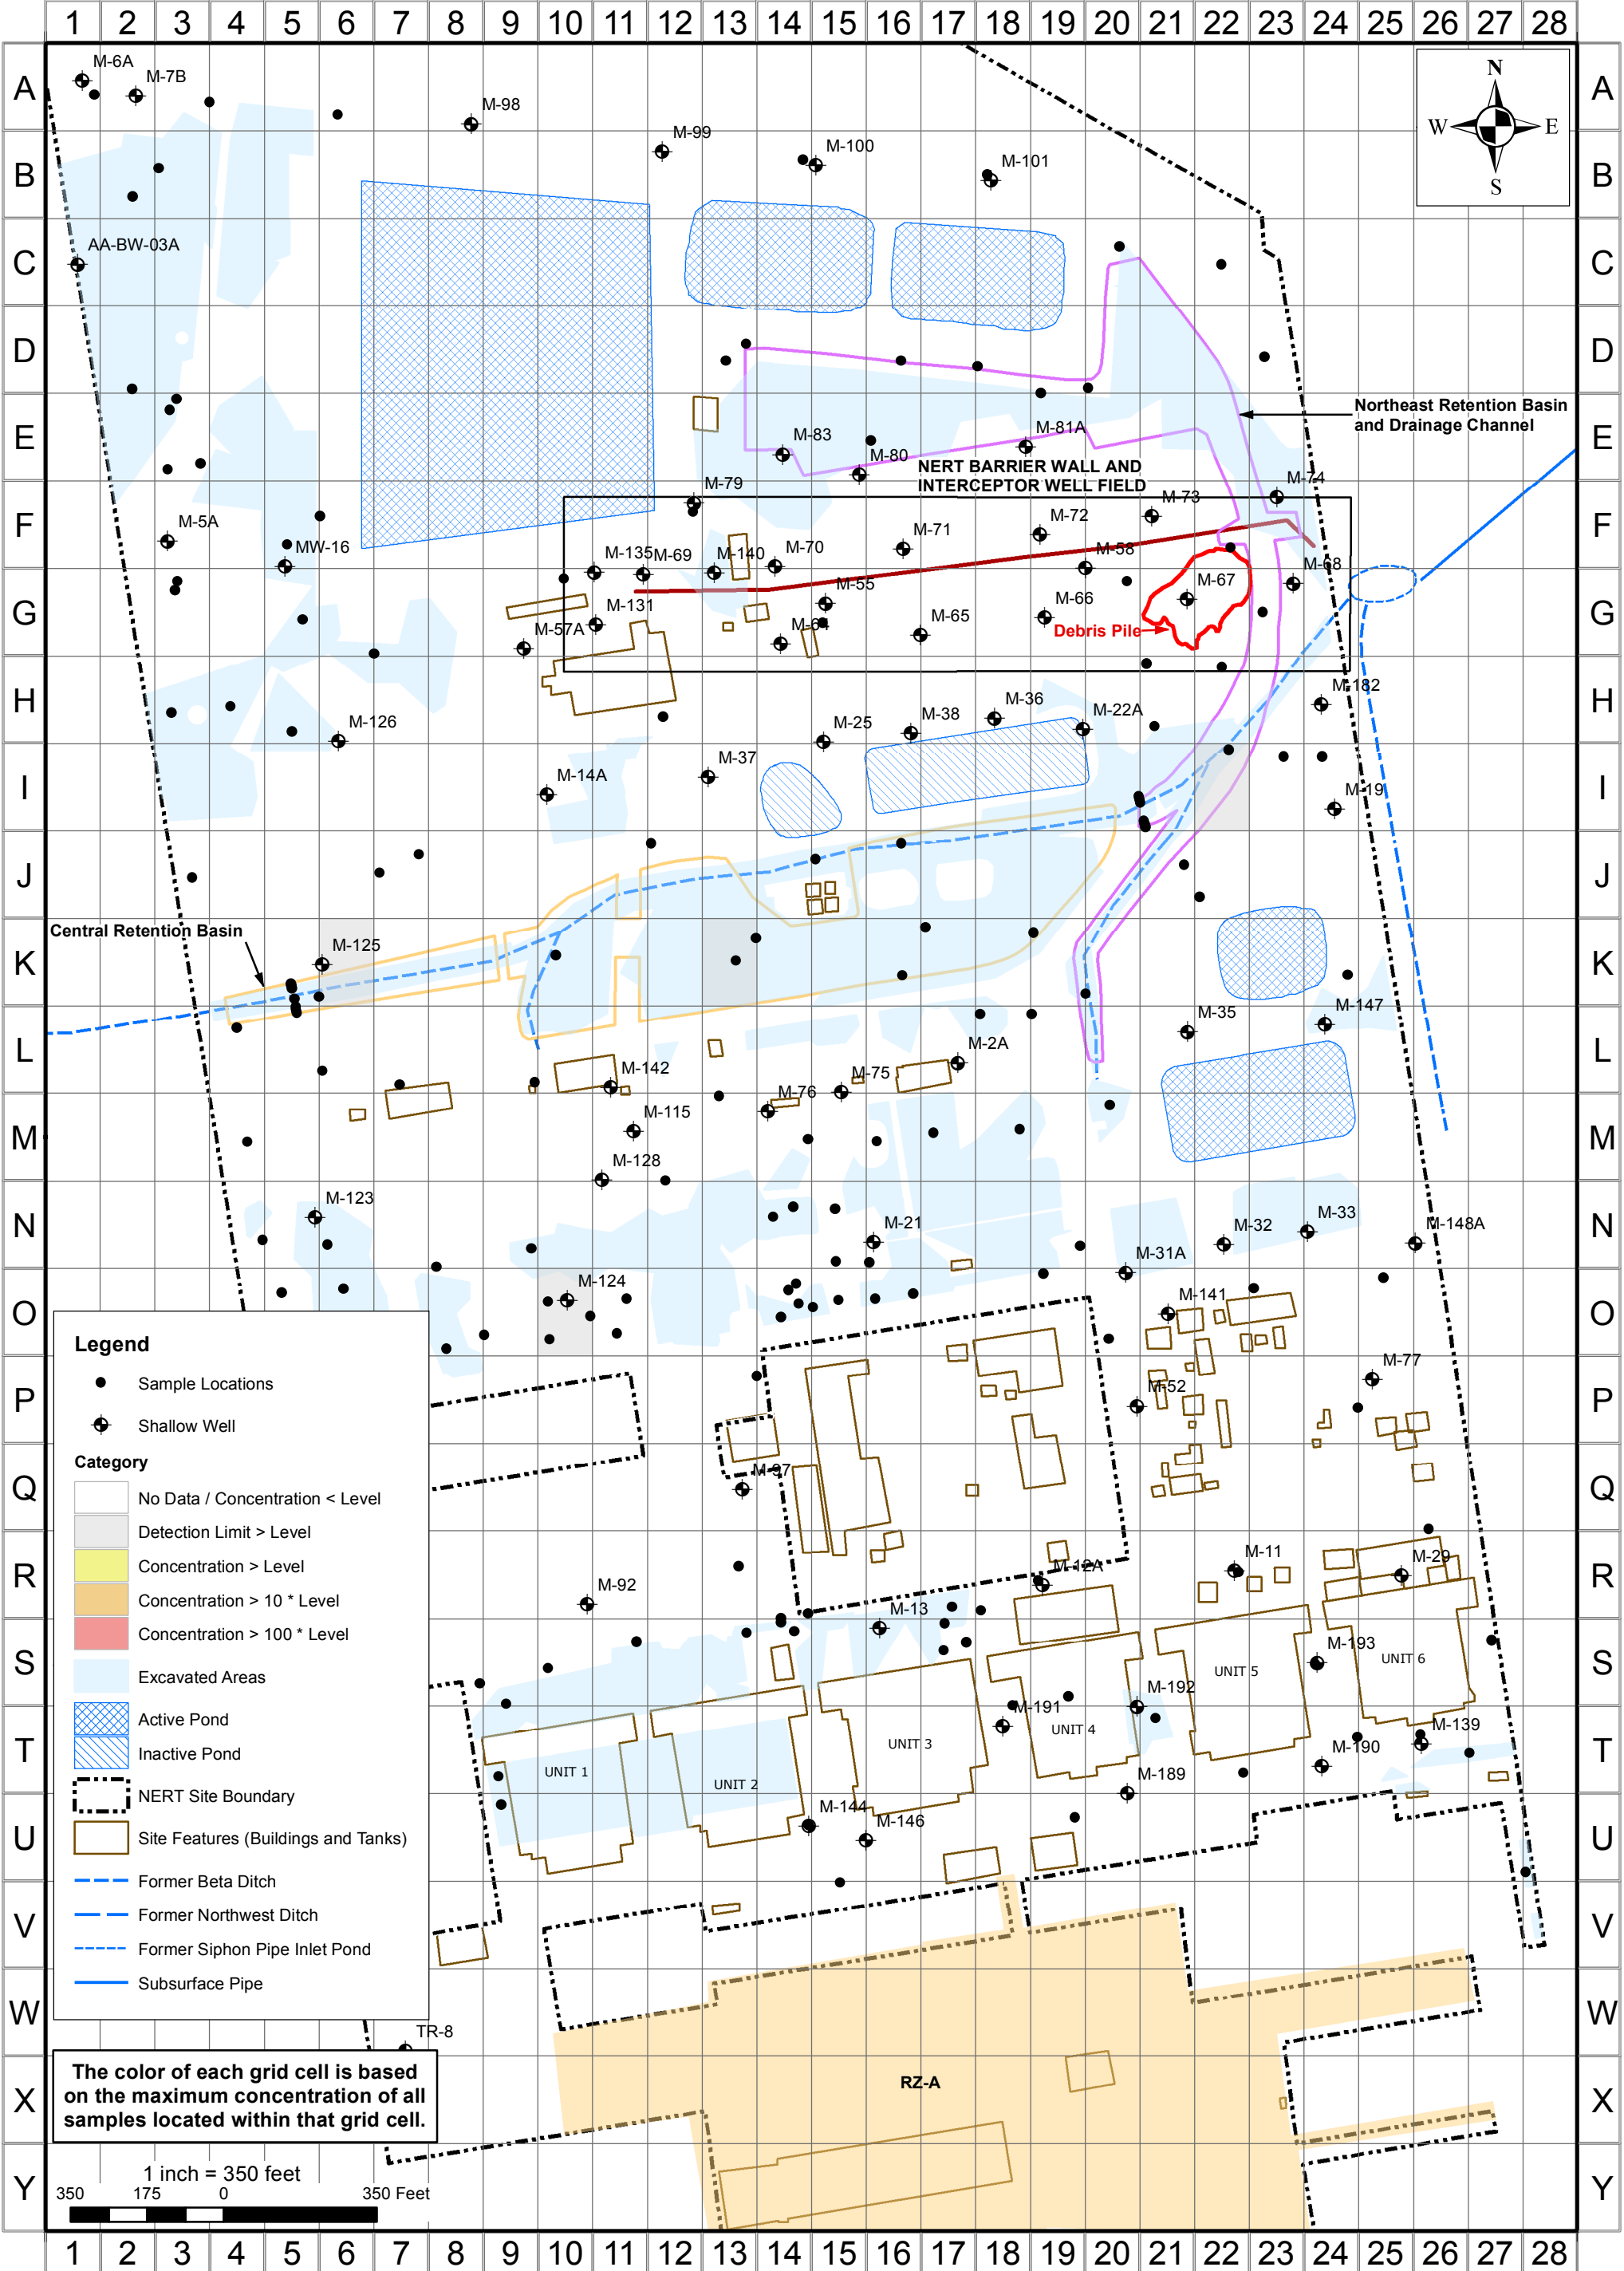 1 2 3 4 5 6 7 8 9 10 11 12 13 14 15 16 17 18 19 20 21 22 23 24 25 26 27 28
A A
M-6A
M-7B
M-98
N
W E
S
M-99
M-100
M-101
B B
AA-BW-03A
C C
D D
Northeast Retention Basin
and Drainage Channel
E E
M-83
M-81A
M-80
NERT BARRIER WALL AND
INTERCEPTOR WELL FIELD
M-79
M-74
M-73
F F
M-5A
M-72
M-71
MW-16
M-135
M-69
M-140
M-70
M-58
M-68
M-67
M-55
G G
M-131
M-66
M-65
M-57A
M-64
Debris Pile
H H
M-182
M-126
M-25
M-38
M-36
M-22A
M-37
I I
M-14A
M-19
J J
Central Retention Basin
M-125
K K
M-147
M-35
L L
M-2A
M-142
M-75
M-76
M-115
M M
M-128
M-123
N N
M-21
M-32
M-33
M-148A
M-31A
M-124
O O
M-141
Legend
Sample Locations
Shallow Well
Category
No Data / Concentration < Level
Detection Limit > Level
Concentration > Level
Concentration > 10 * Level
Concentration > 100 * Level
Excavated Areas
Active Pond
Inactive Pond
NERT Site Boundary
Site Features (Buildings and Tanks)
Former Beta Ditch
Former Northwest Ditch
Former Siphon Pipe Inlet Pond
Subsurface Pipe
M-77
P P
M-52
Q Q
M-97
R R
M-11
M-29
M-12A
M-92
M-13
S S
M-193
UNIT 5
UNIT 6
M-192
M-191
UNIT 4
T T
UNIT 3
M-139
M-190
UNIT 1
UNIT 2
M-189
M-144
M-146
U U
V V
W W
TR-8
The color of each grid cell is based
on the maximum concentration of all
samples located within that grid cell.
RZ-A
X X
1 inch = 350 feet
350 175 0 350 Feet
Y Y
1 2 3 4 5 6 7 8 9 10 11 12 13 14 15 16 17 18 19 20 21 22 23 24 25 26 27 28